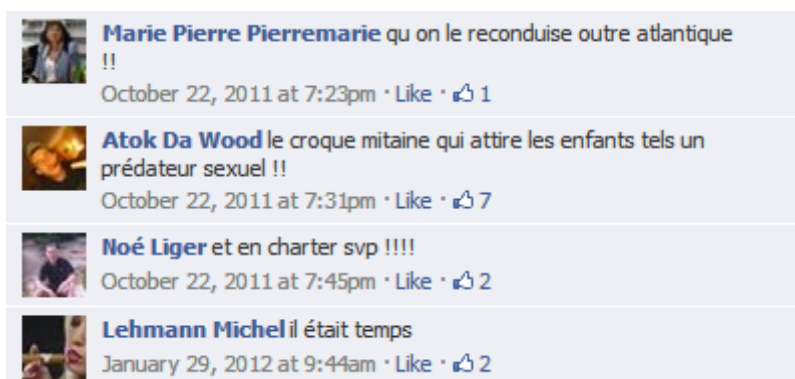 Marie Pierre Pierremarie qu on le reconduise outre atlantique
!!
October 22, 2011 at 7:23pm · Like · 1
Atok Da Wood le croque mitaine qui attire les enfants tels un
prédateur sexuel !!
October 22, 2011 at 7:31pm · Like · 7
Noé Liger et en charter svp !!!!
October 22, 2011 at 7:45pm · Like · 2
Lehmann Michel il était temps
January 29, 2012 at 9:44am · Like · 2